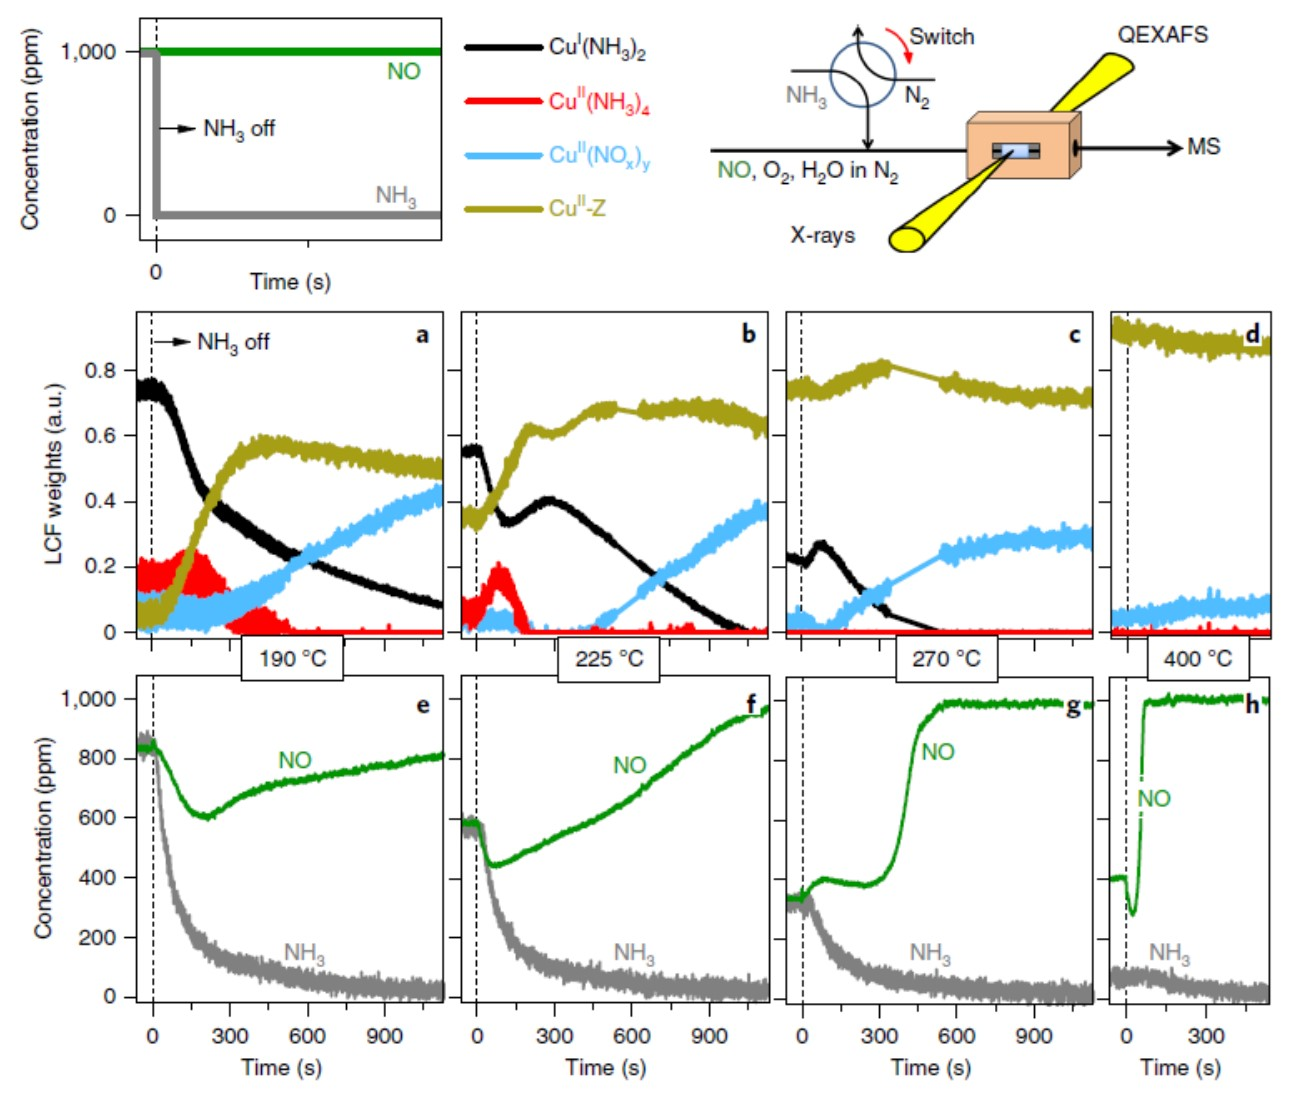 Concentration (ppm)
1,000
0
NO
NH₃ off
NH₃
0
Time (s)
Cuᴵ(NH₃)₂
Cuᴵᴵ(NH₃)₄
Cuᴵᴵ(NOₓ)ᵧ
Cuᴵᴵ-Z
Switch
QEXAFS
NH₃
N₂
MS
NO, O₂, H₂O in N₂
X-rays
LCF weights (a.u.)
0.8
0.6
0.4
0.2
0
NH₃ off
a
b
c
d
190 °C
225 °C
270 °C
400 °C
Concentration (ppm)
1,000
800
600
400
200
0
e
NO
NH₃
f
NO
NH₃
g
NO
NH₃
h
NO
NH₃
0 300 600 900
0 300 600 900
0 300 600 900
0 300
Time (s)
Time (s)
Time (s)
Time (s)